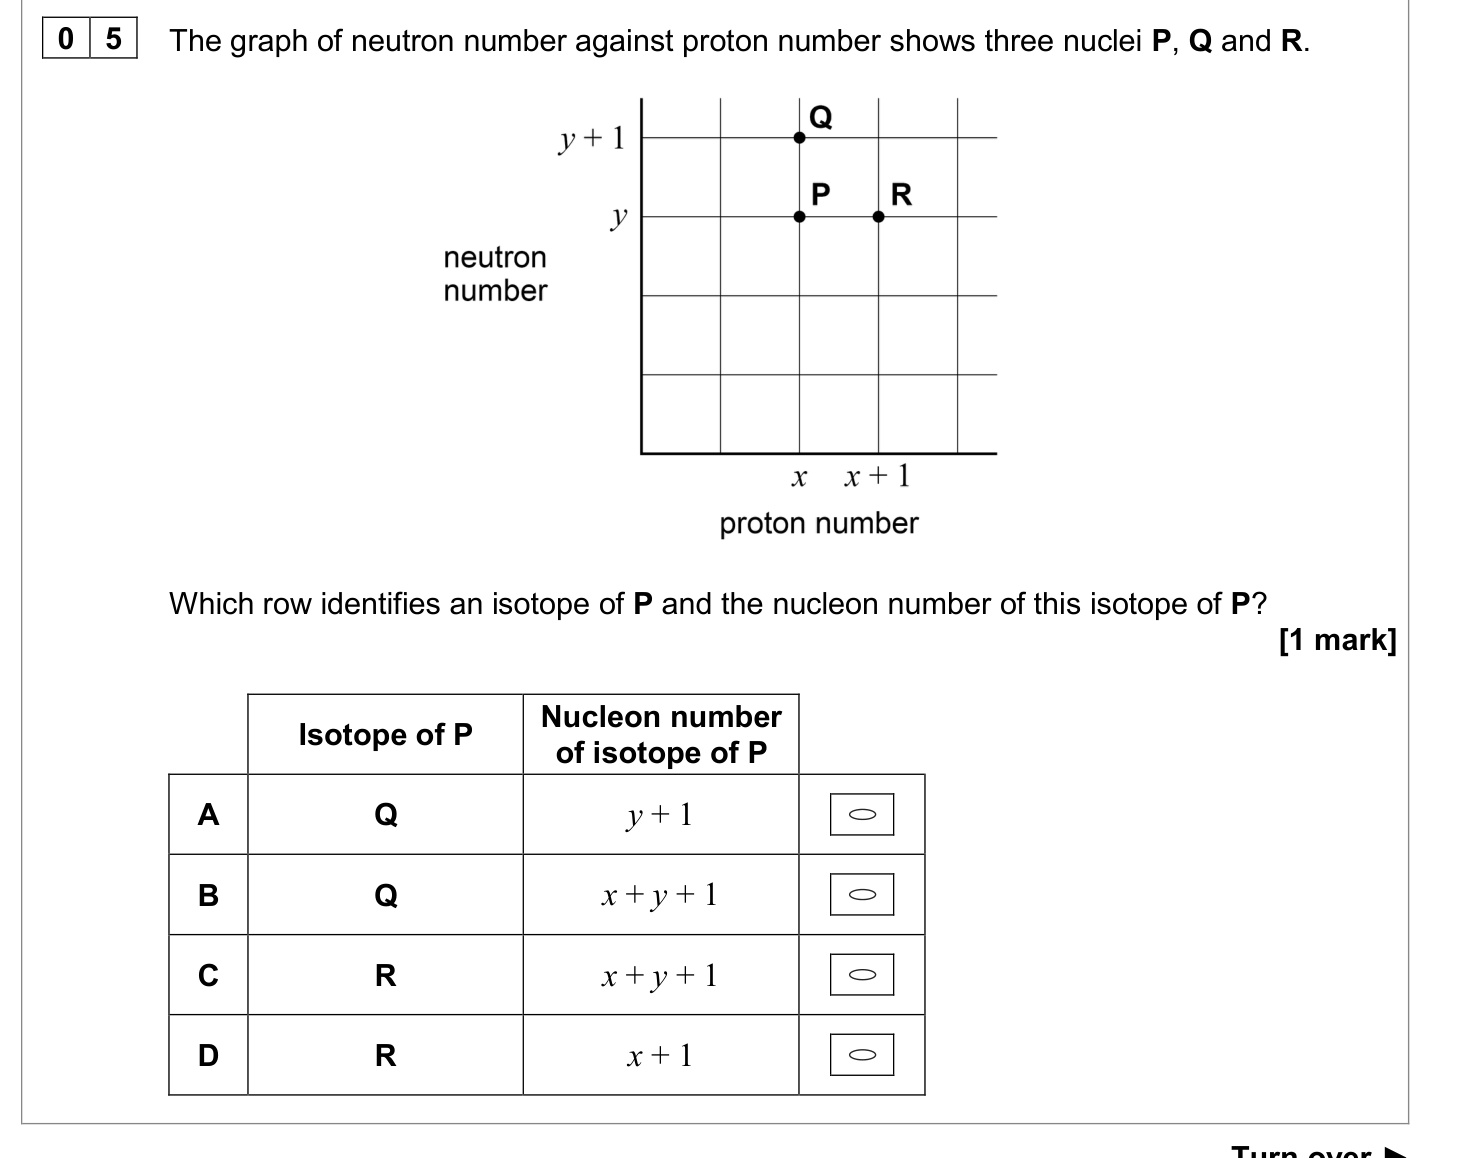 0 5 The graph of neutron number against proton number shows three nuclei P, Q and R.
Q
y + 1
P R
y
neutron
number
x x + 1
proton number
Which row identifies an isotope of P and the nucleon number of this isotope of P?
[1 mark]
Isotope of P
Nucleon number
of isotope of P
A Q y + 1
B Q x + y + 1
C R x + y + 1
D R x + 1
Turn over ►